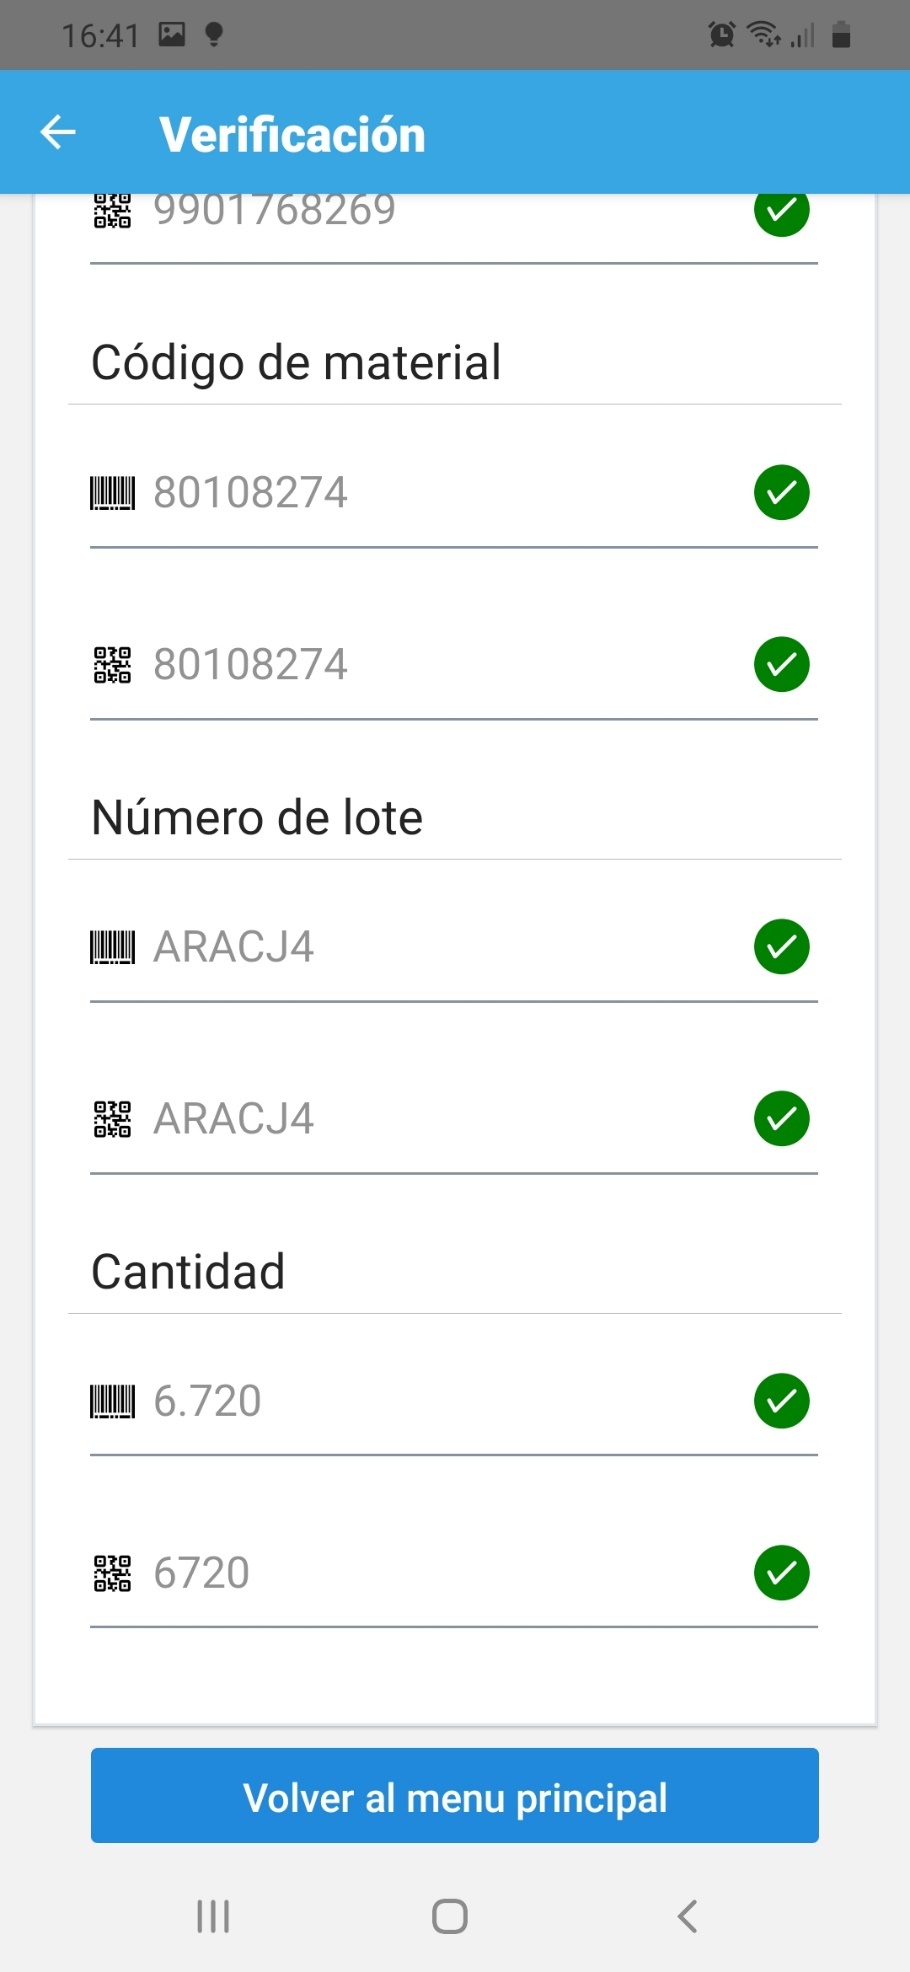 16:41
Verificación
9901768269
Código de material
80108274
80108274
Número de lote
ARACJ4
ARACJ4
Cantidad
6.720
6720
Volver al menu principal